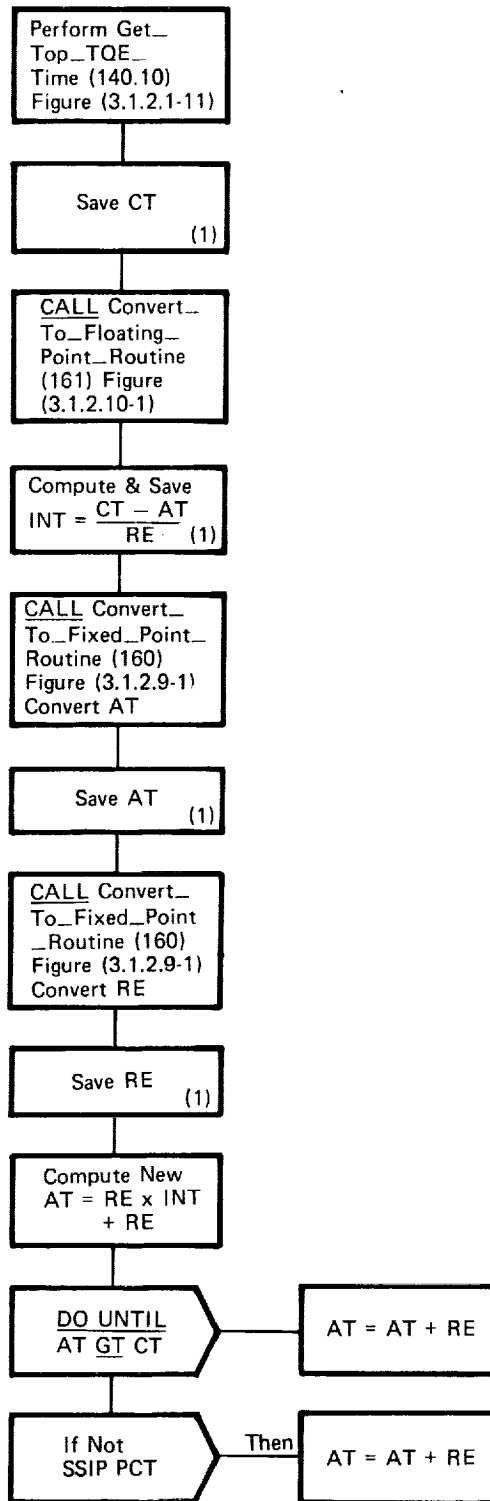 Perform Get_
Top_TQE_
Time (140.10)
Figure (3.1.2.1-11)
Save CT
(1)
CALL Convert_
To_Floating_
Point_Routine
(161) Figure
(3.1.2.10-1)
Compute & Save
INT = CT – AT
RE (1)
CALL Convert_
To_Fixed_Point_
Routine (160)
Figure (3.1.2.9-1)
Convert AT
Save AT
(1)
CALL Convert_
To_Fixed_Point
_Routine (160)
Figure (3.1.2.9-1)
Convert RE
Save RE
(1)
Compute New
AT = RE x INT
+ RE
DO UNTIL
AT GT CT
AT = AT + RE
If Not
SSIP PCT
Then
AT = AT + RE